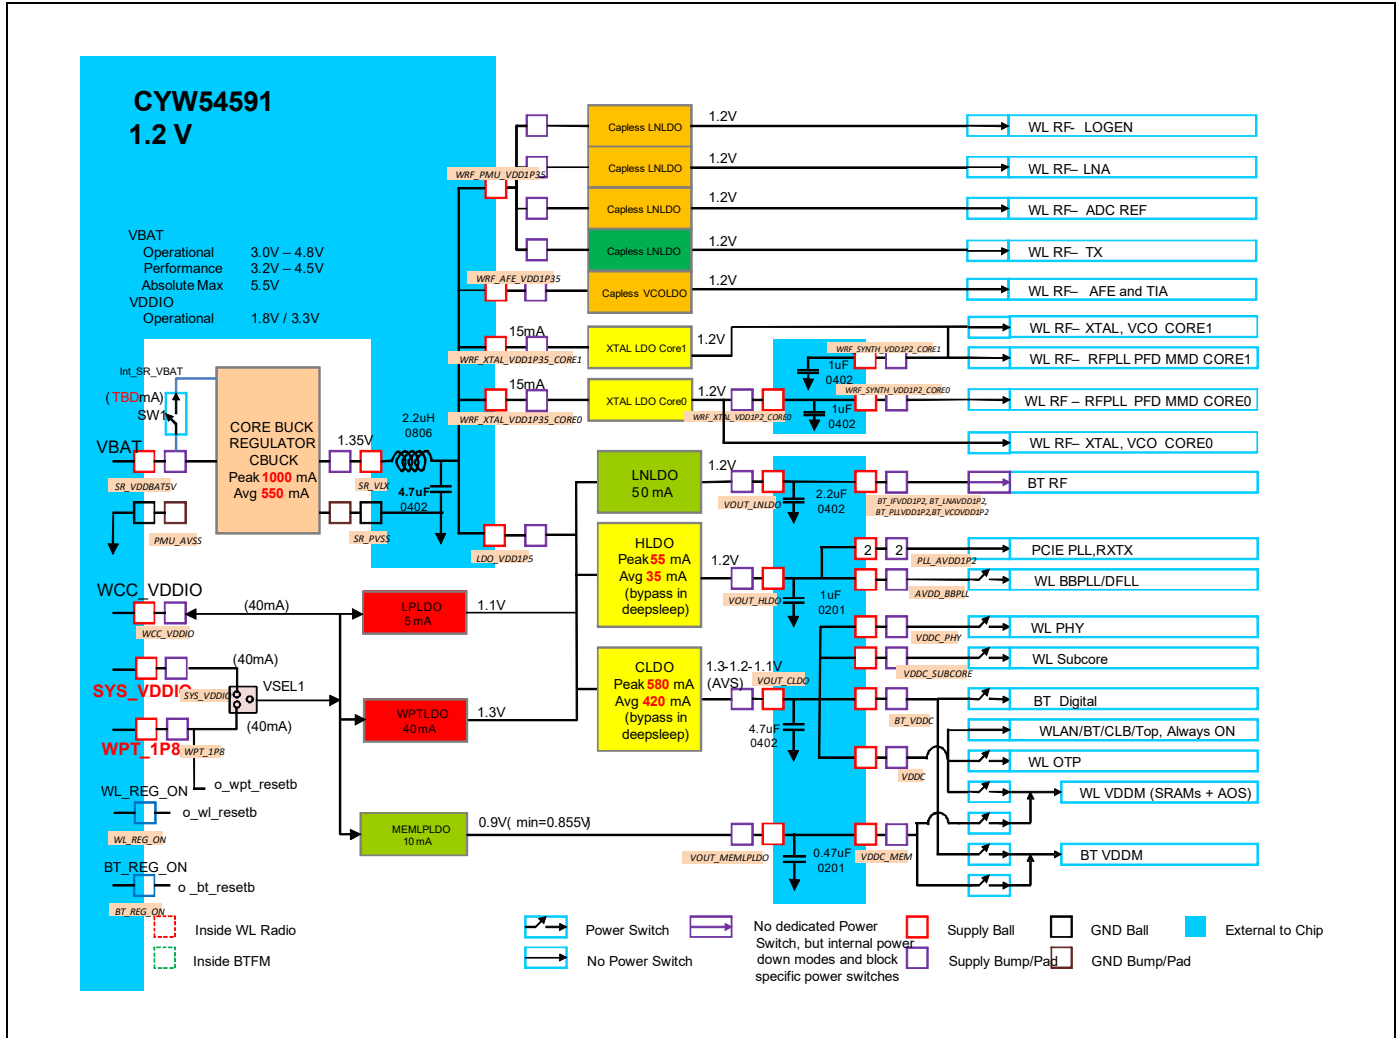 CYW54591
1.2 V
VBAT
Operational 3.0V – 4.8V
Performance 3.2V – 4.5V
Absolute Max 5.5V
VDDIO
Operational 1.8V / 3.3V
Int_SR_VBAT
(TBDmA)
SW1
VBAT
SR_VDDBAT5V
PMU_AVSS
CORE BUCK
REGULATOR
CBUCK
Peak 1000 mA
Avg 550 mA
1.35V
SR_VLX
SR_PVSS
2.2uH
0806
4.7uF
0402
WRF_PMU_VDD1P35
WRF_AFE_VDD1P35
15mA
WRF_XTAL_VDD1P35_CORE1
15mA
WRF_XTAL_VDD1P35_CORE0
LDO_VDD1P5
Capless LNLDO
1.2V
WL RF- LOGEN
Capless LNLDO
1.2V
WL RF– LNA
Capless LNLDO
1.2V
WL RF– ADC REF
Capless LNLDO
1.2V
WL RF– TX
Capless VCOLDO
1.2V
WL RF– AFE and TIA
XTAL LDO Core1
1.2V
WL RF– XTAL, VCO CORE1
WRF_SYNTH_VDD1P2_CORE1
1uF
0402
WL RF– RFPLL PFD MMD CORE1
XTAL LDO Core0
1.2V
WRF_XTAL_VDD1P2_CORE0
WRF_SYNTH_VDD1P2_CORE0
1uF
0402
WL RF– RFPLL PFD MMD CORE0
WL RF– XTAL, VCO CORE0
LNLDO
50 mA
1.2V
VOUT_LNLDO
2.2uF
0402
BT_IFVDD1P2, BT_LNAVDD1P2,
BT_PLLVDD1P2,BT_VCOVDD1P2
BT RF
HLDO
Peak 55 mA
Avg 35 mA
(bypass in
deepsleep)
1.2V
VOUT_HLDO
1uF
0201
2
2
PLL_AVDD1P2
PCIE PLL,RXTX
AVDD_BBPLL
WL BBPLL/DFLL
CLDO
Peak 580 mA
Avg 420 mA
(bypass in
deepsleep)
1.3-1.2-1.1V
(AVS)
VOUT_CLDO
4.7uF
0402
VDDC_PHY
WL PHY
VDDC_SUBCORE
WL Subcore
BT_VDDC
BT Digital
WLAN/BT/CLB/Top, Always ON
VDDC
WL OTP
WL VDDM (SRAMs + AOS)
BT VDDM
WCC_VDDIO
WCC_VDDIO
(40mA)
LPLDO
5 mA
1.1V
(40mA)
SYS_VDDIO
SYS_VDDIO
VSEL1
(40mA)
WPT_1P8
WPT_1P8
o_wpt_resetb
WPTLDO
40mA
1.3V
WL_REG_ON
o_wl_resetb
WL_REG_ON
BT_REG_ON
o_bt_resetb
BT_REG_ON
MEMLPLDO
10 mA
0.9V( min=0.855V)
VOUT_MEMLPLDO
0.47uF
0201
VDDC_MEM
Inside WL Radio
Inside BTFM
Power Switch
No Power Switch
No dedicated Power
Switch, but internal power
down modes and block
specific power switches
Supply Ball
Supply Bump/Pad
GND Ball
GND Bump/Pad
External to Chip